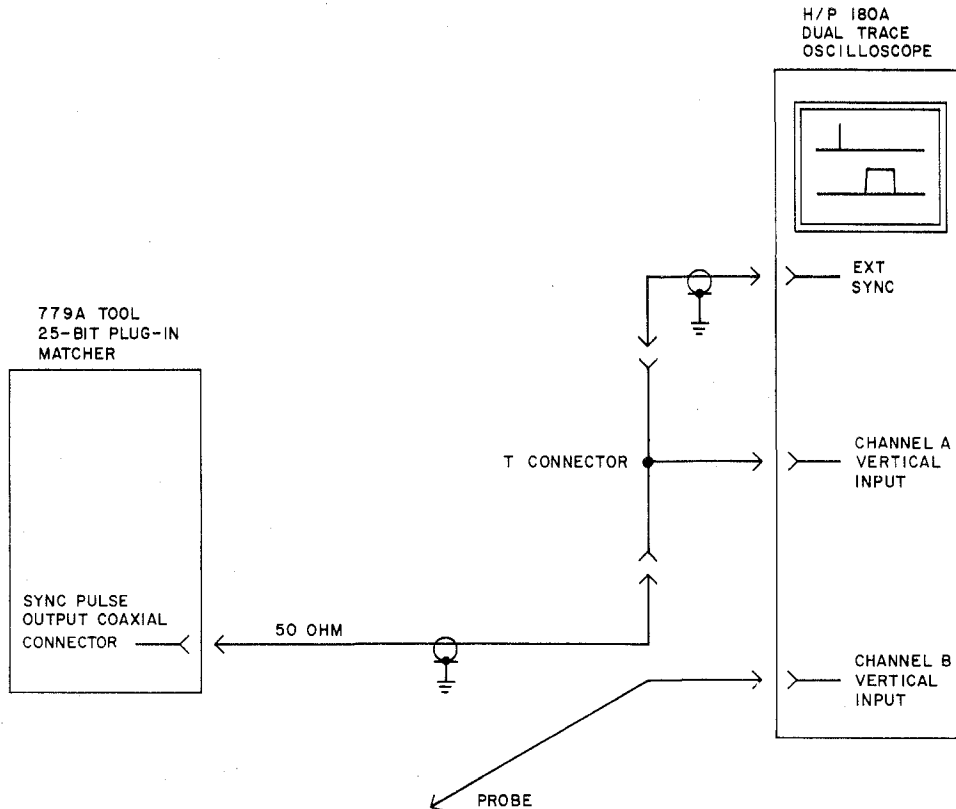 H/P 180A
DUAL TRACE
OSCILLOSCOPE
EXT
SYNC
779A TOOL
25-BIT PLUG-IN
MATCHER
T CONNECTOR
CHANNEL A
VERTICAL
INPUT
SYNC PULSE
OUTPUT COAXIAL
CONNECTOR
50 OHM
CHANNEL B
VERTICAL
INPUT
PROBE